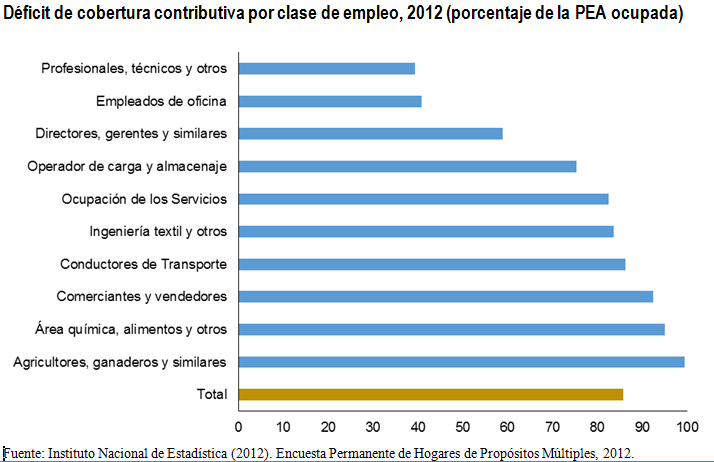 Déficit de cobertura contributiva por clase de empleo, 2012 (porcentaje de la PEA ocupada)
Profesionales, técnicos y otros
Empleados de oficina
Directores, gerentes y similares
Operador de carga y almacenaje
Ocupación de los Servicios
Ingeniería textil y otros
Conductores de Transporte
Comerciantes y vendedores
Área química, alimentos y otros
Agricultores, ganaderos y similares
Total
0 10 20 30 40 50 60 70 80 90 100
Fuente: Instituto Nacional de Estadística (2012). Encuesta Permanente de Hogares de Propósitos Múltiples, 2012.